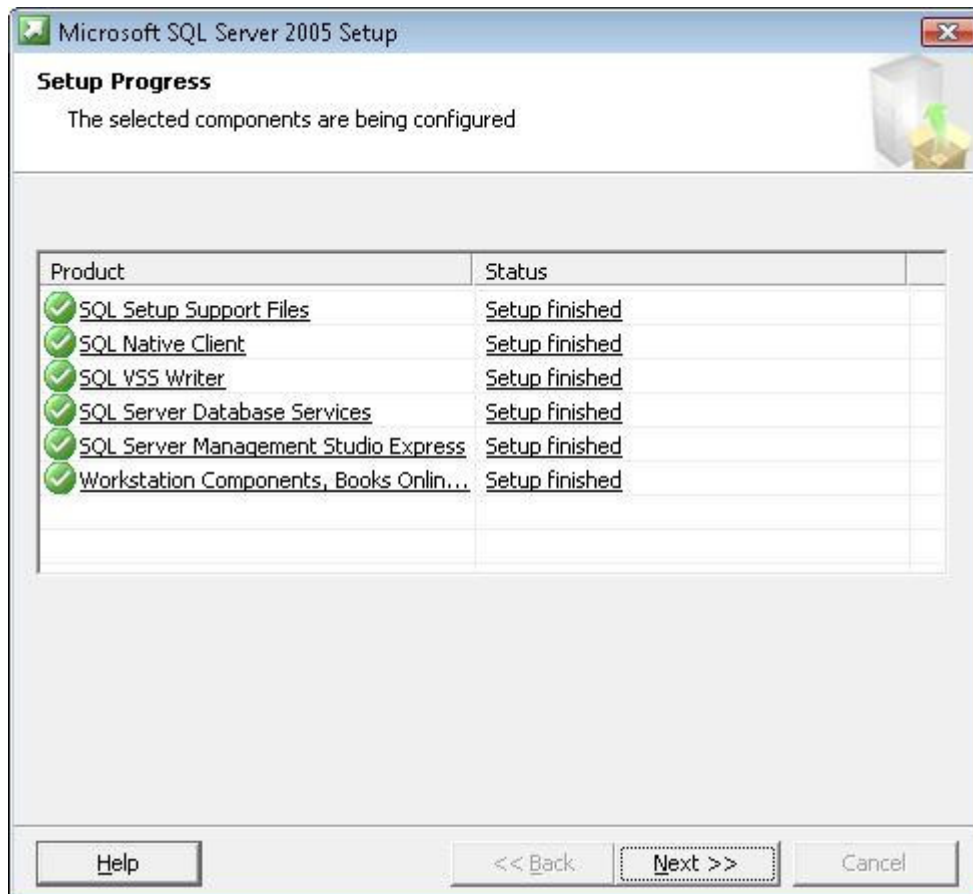 Microsoft SQL Server 2005 Setup
Setup Progress
The selected components are being configured
Product Status
SQL Setup Support Files Setup finished
SQL Native Client Setup finished
SQL VSS Writer Setup finished
SQL Server Database Services Setup finished
SQL Server Management Studio Express Setup finished
Workstation Components, Books Onlin... Setup finished
Help << Back Next >> Cancel